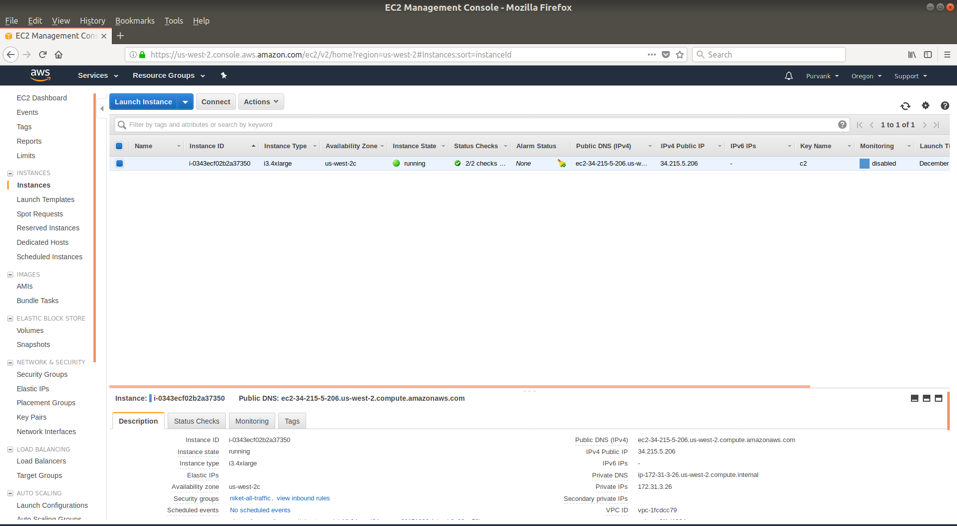 EC2 Management Console - Mozilla Firefox
File Edit View History Bookmarks Tools Help
EC2 Management Cons × +
https://us-west-2.console.aws.amazon.com/ec2/v2/home?region=us-west-2#Instances:sort=instanceId
Search
aws Services Resource Groups Purvank Oregon Support
EC2 Dashboard
Events
Tags
Reports
Limits
INSTANCES
Instances
Launch Templates
Spot Requests
Reserved Instances
Dedicated Hosts
Scheduled Instances
IMAGES
AMIs
Bundle Tasks
ELASTIC BLOCK STORE
Volumes
Snapshots
NETWORK & SECURITY
Security Groups
Elastic IPs
Placement Groups
Key Pairs
Network Interfaces
LOAD BALANCING
Load Balancers
Target Groups
AUTO SCALING
Launch Configurations
Auto Scaling Groups
Launch Instance Connect Actions
Filter by tags and attributes or search by keyword
1 to 1 of 1
Name Instance ID Instance Type Availability Zone Instance State Status Checks Alarm Status Public DNS (IPv4) IPv4 Public IP IPv6 IPs Key Name Monitoring Launch Ti
i-0343ecf02b2a37350 i3.4xlarge us-west-2c running 2/2 checks ... None ec2-34-215-5-206.us-w... 34.215.5.206 - c2 disabled December
Instance: i-0343ecf02b2a37350 Public DNS: ec2-34-215-5-206.us-west-2.compute.amazonaws.com
Description Status Checks Monitoring Tags
Instance ID i-0343ecf02b2a37350 Public DNS (IPv4) ec2-34-215-5-206.us-west-2.compute.amazonaws.com
Instance state running IPv4 Public IP 34.215.5.206
Instance type i3.4xlarge IPv6 IPs -
Elastic IPs Private DNS ip-172-31-3-26.us-west-2.compute.internal
Availability zone us-west-2c Private IPs 172.31.3.26
Security groups niket-all-traffic . view inbound rules Secondary private IPs
Scheduled events No scheduled events VPC ID vpc-1fcdcc79